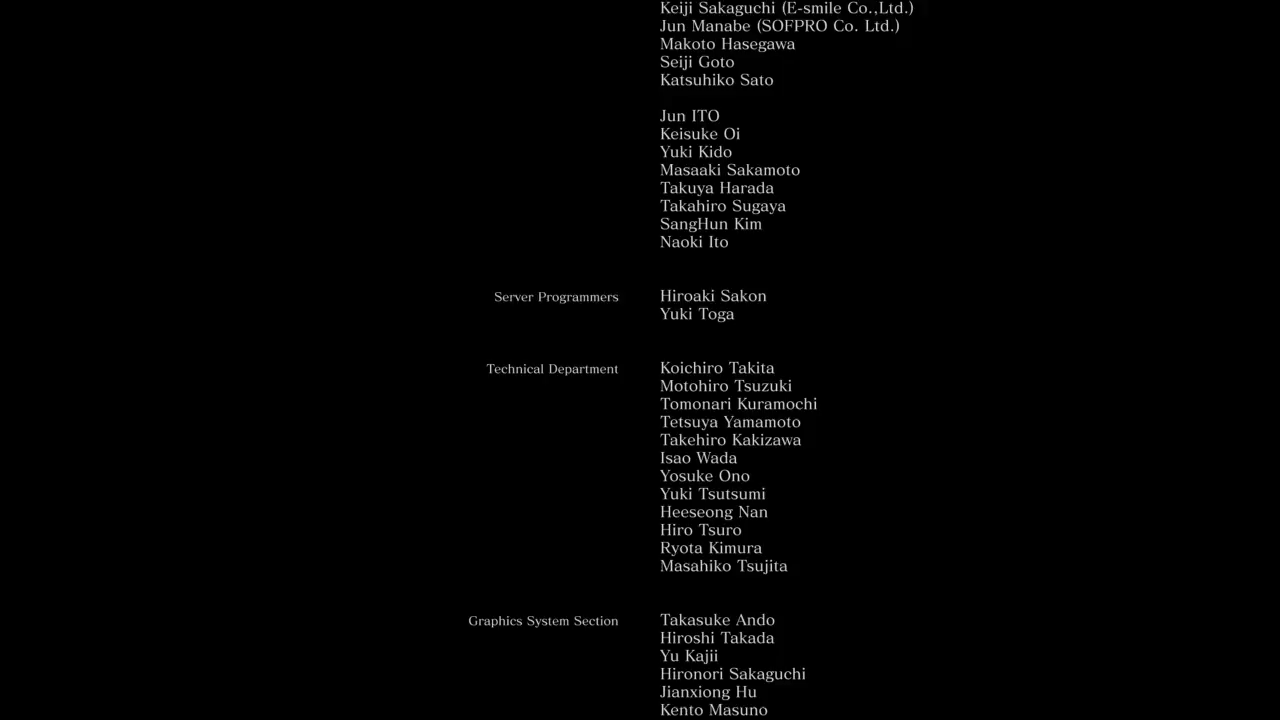 Keiji Sakaguchi (E-smile Co.,Ltd.)
Jun Manabe (SOFPRO Co. Ltd.)
Makoto Hasegawa
Seiji Goto
Katsuhiko Sato
Jun ITO
Keisuke Oi
Yuki Kido
Masaaki Sakamoto
Takuya Harada
Takahiro Sugaya
SangHun Kim
Naoki Ito
Server Programmers Hiroaki Sakon
Yuki Toga
Technical Department Koichiro Takita
Motohiro Tsuzuki
Tomonari Kuramochi
Tetsuya Yamamoto
Takehiro Kakizawa
Isao Wada
Yosuke Ono
Yuki Tsutsumi
Heeseong Nan
Hiro Tsuro
Ryota Kimura
Masahiko Tsujita
Graphics System Section Takasuke Ando
Hiroshi Takada
Yu Kajii
Hironori Sakaguchi
Jianxiong Hu
Kento Masuno